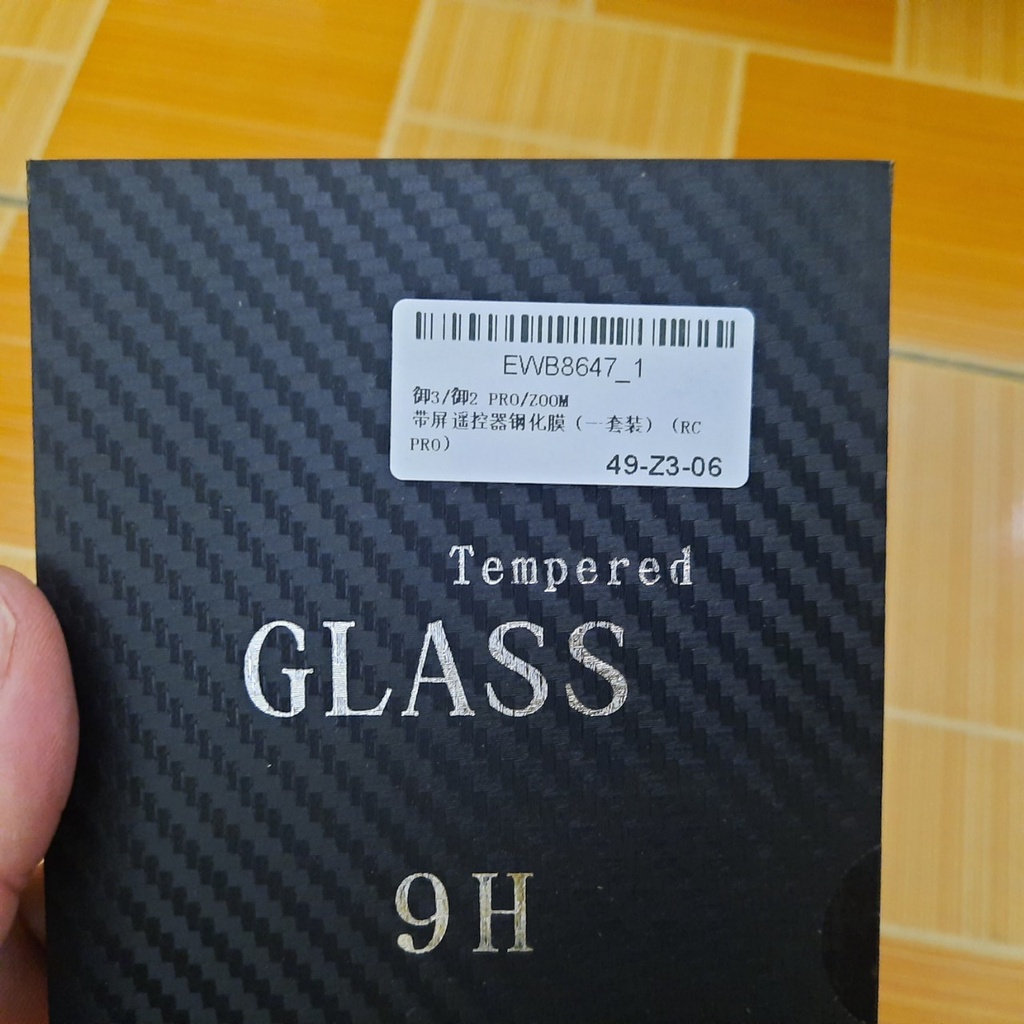 EWB8647_1
御3/御2 PRO/ZOOM
带屏遥控器钢化膜（一套装）（RC
PRO）
49-Z3-06
Tempered
GLASS
9H